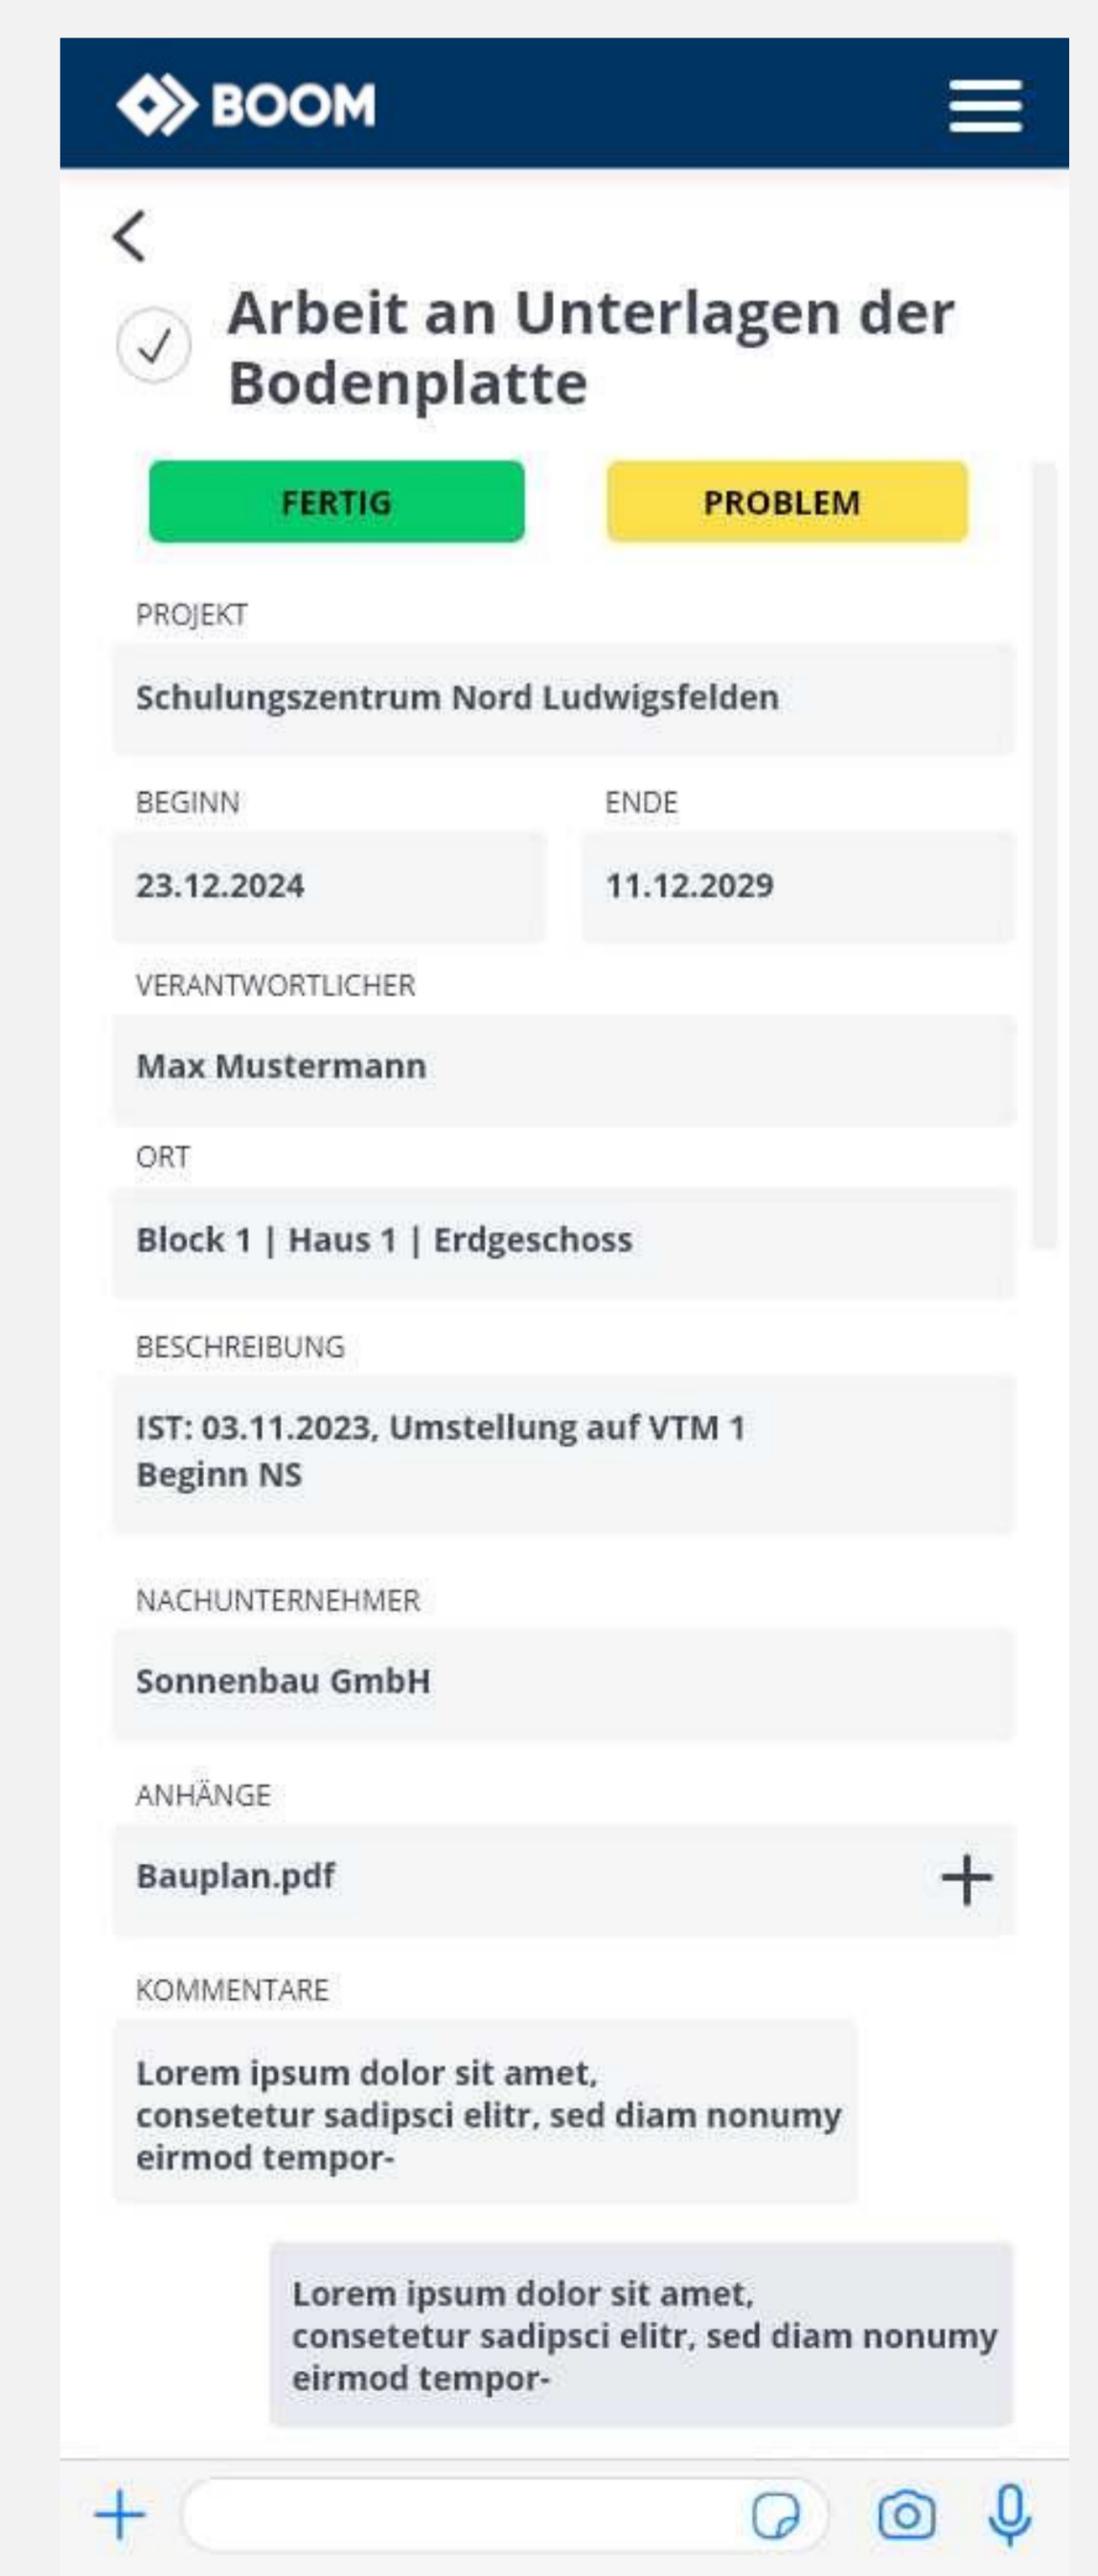 BOOM
Arbeit an Unterlagen der
Bodenplatte
FERTIG
PROBLEM
PROJEKT
Schulungszentrum Nord Ludwigsfelden
BEGINN
ENDE
23.12.2024
11.12.2029
VERANTWORTLICHER
Max Mustermann
ORT
Block 1 | Haus 1 | Erdgeschoss
BESCHREIBUNG
IST: 03.11.2023, Umstellung auf VTM 1
Beginn NS
NACHUNTERNEHMER
Sonnenbau GmbH
ANHÄNGE
Bauplan.pdf
KOMMENTARE
Lorem ipsum dolor sit amet,
consetetur sadipsci elitr, sed diam nonumy
eirmod tempor-
Lorem ipsum dolor sit amet,
consetetur sadipsci elitr, sed diam nonumy
eirmod tempor-